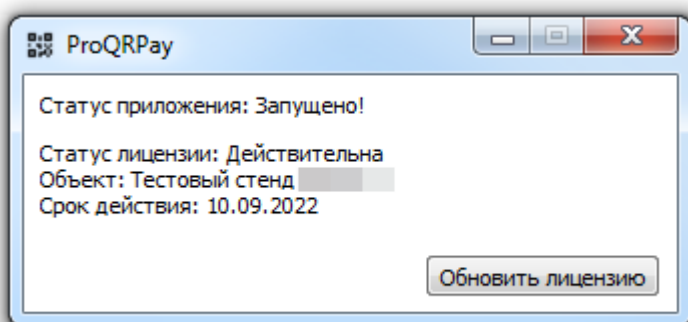 ProQRPay
Статус приложения: Запущено!
Статус лицензии: Действительна
Объект: Тестовый стенд
Срок действия: 10.09.2022
Обновить лицензию